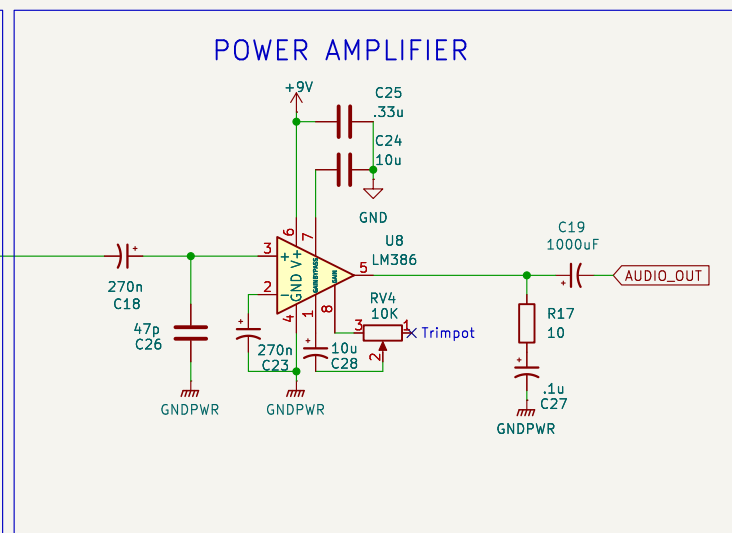 POWER AMPLIFIER
+9V
C25
.33u
C24
10u
GND
U8
LM386
C19
1000uF
AUDIO_OUT
6
7
3
+
V+
5
2
-
GND
BYPASS
GAIN
GAIN
4
1
8
270n
C18
47p
C26
GNDPWR
270n
C23
GNDPWR
10u
C28
RV4
10K
3
1
2
Trimpot
R17
10
.1u
C27
GNDPWR